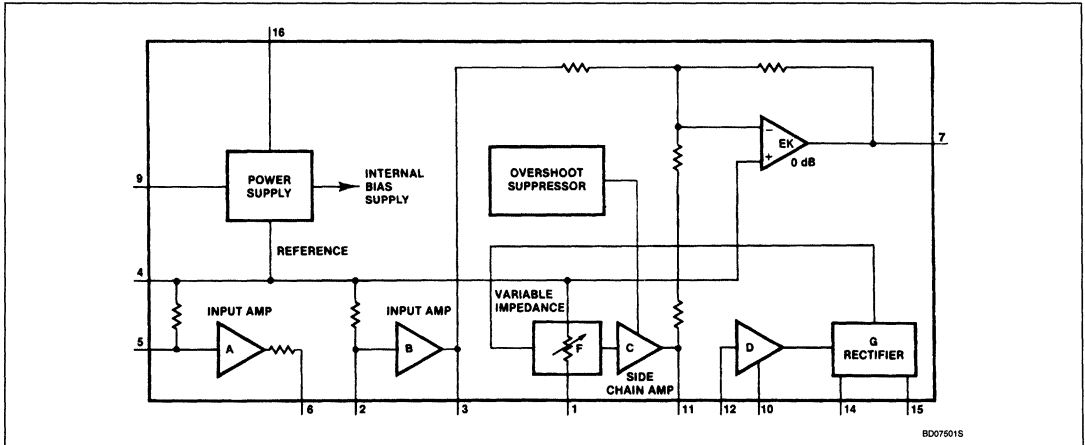 16
7
EK
−
+
0 dB
9
POWER
SUPPLY
INTERNAL
BIAS
SUPPLY
OVERSHOOT
SUPPRESSOR
REFERENCE
4
VARIABLE
IMPEDANCE
INPUT AMP
INPUT AMP
5
A
B
F
C
D
G
RECTIFIER
SIDE
CHAIN AMP
6
2
3
1
11
12
10
14
15
BD07501S